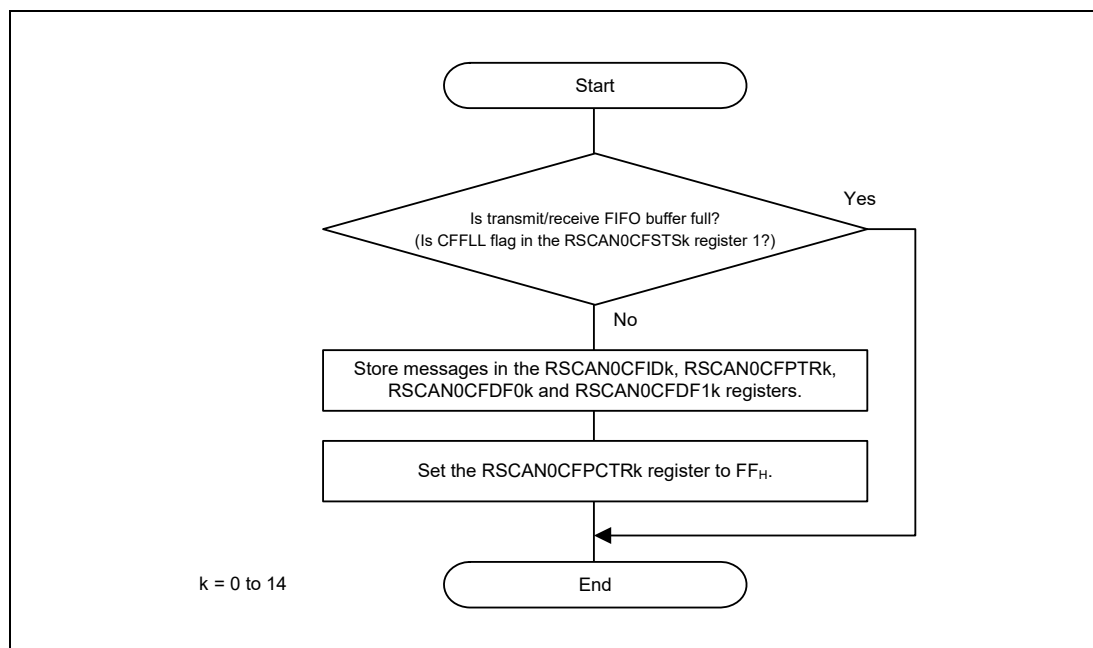 Start
Is transmit/receive FIFO buffer full?
(Is CFFLL flag in the RSCAN0CFSTSk register 1?)
Yes
No
Store messages in the RSCAN0CFIDk, RSCAN0CFPTRk,
RSCAN0CFDF0k and RSCAN0CFDF1k registers.
Set the RSCAN0CFPCTRk register to FFH.
End
k = 0 to 14